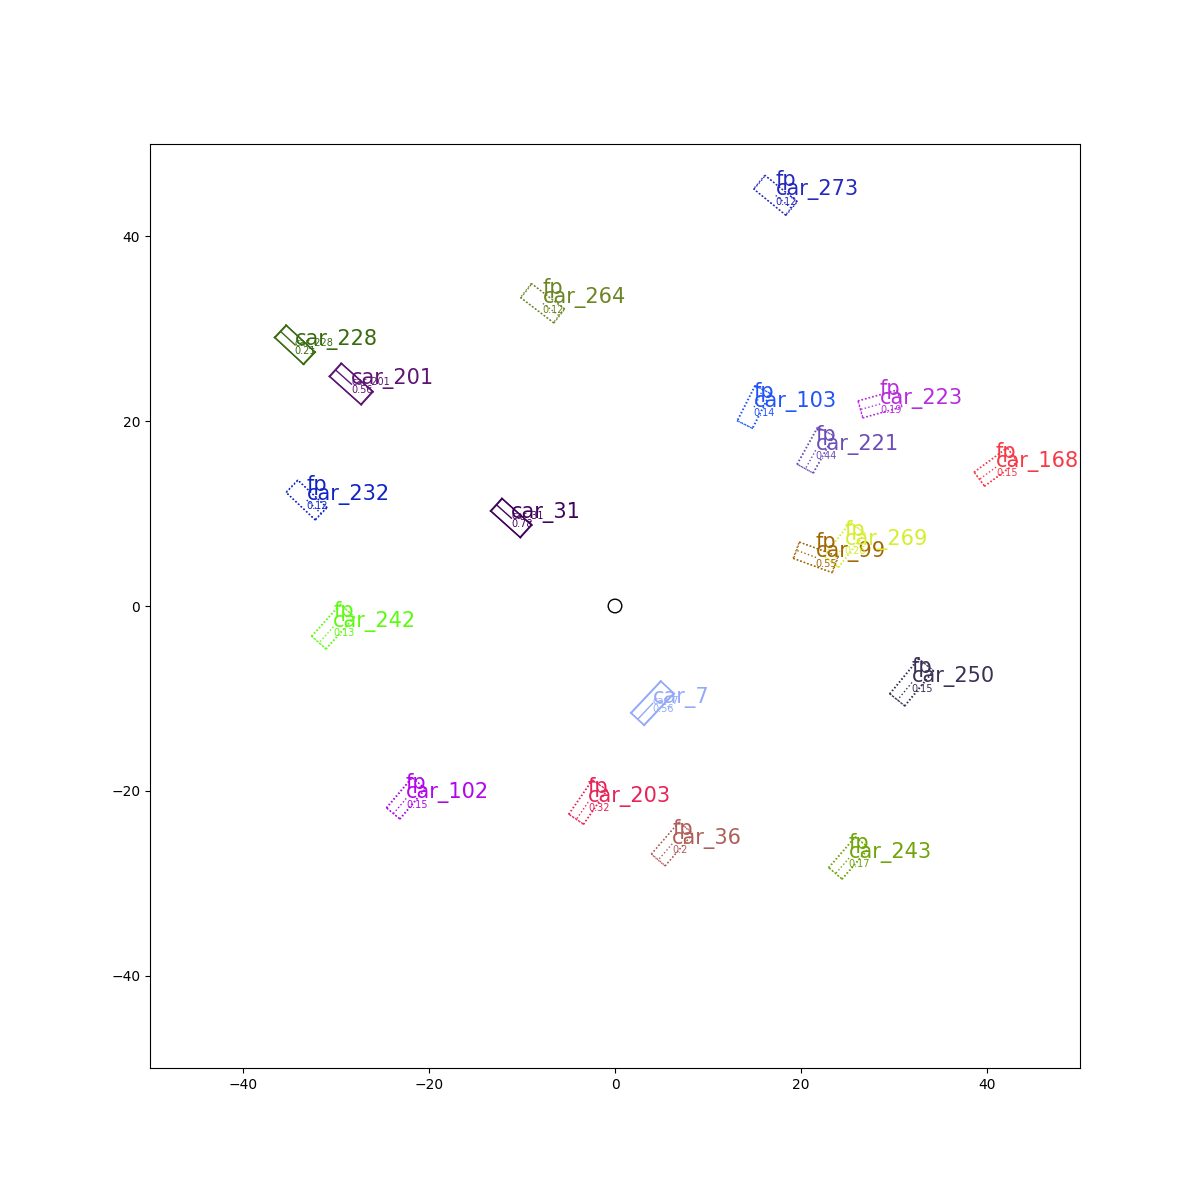 fp
car_273
0.12
fp
car_264
0.12
car_228
0.21
car_201
0.56
fp
car_103
0.14
fp
car_223
0.19
fp
car_221
0.44
fp
car_168
0.15
fp
car_232
0.12
car_31
0.78
fp
car_269
fp
car_99
0.55
fp
car_242
0.13
fp
car_250
0.15
car_7
0.56
fp
car_102
0.15
fp
car_203
0.32
fp
car_36
0.2
fp
car_243
0.17
40
20
0
−20
−40
−40
−20
0
20
40